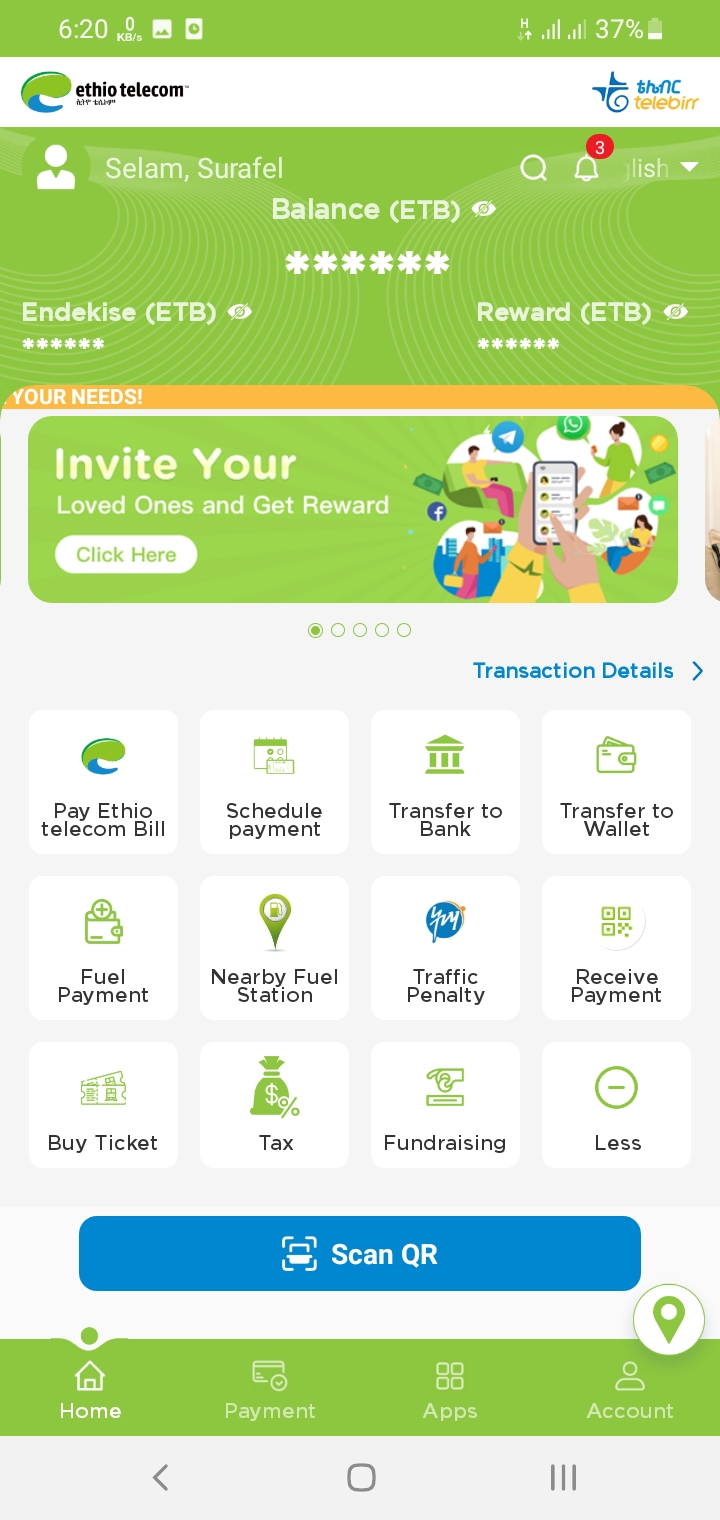 6:20 0 KB/s H 37%
ethio telecom™
ኢትዮ ቴሌኮም
ቴሌብር
telebirr
Selam, Surafel
3
glish
Balance (ETB)
******
Endekise (ETB)
******
Reward (ETB)
******
YOUR NEEDS!
Invite Your
Loved Ones and Get Reward
Click Here
Transaction Details
Pay Ethio
telecom Bill
Schedule
payment
Transfer to
Bank
Transfer to
Wallet
Fuel
Payment
Nearby Fuel
Station
Traffic
Penalty
Receive
Payment
Buy Ticket
Tax
Fundraising
Less
Scan QR
Home
Payment
Apps
Account